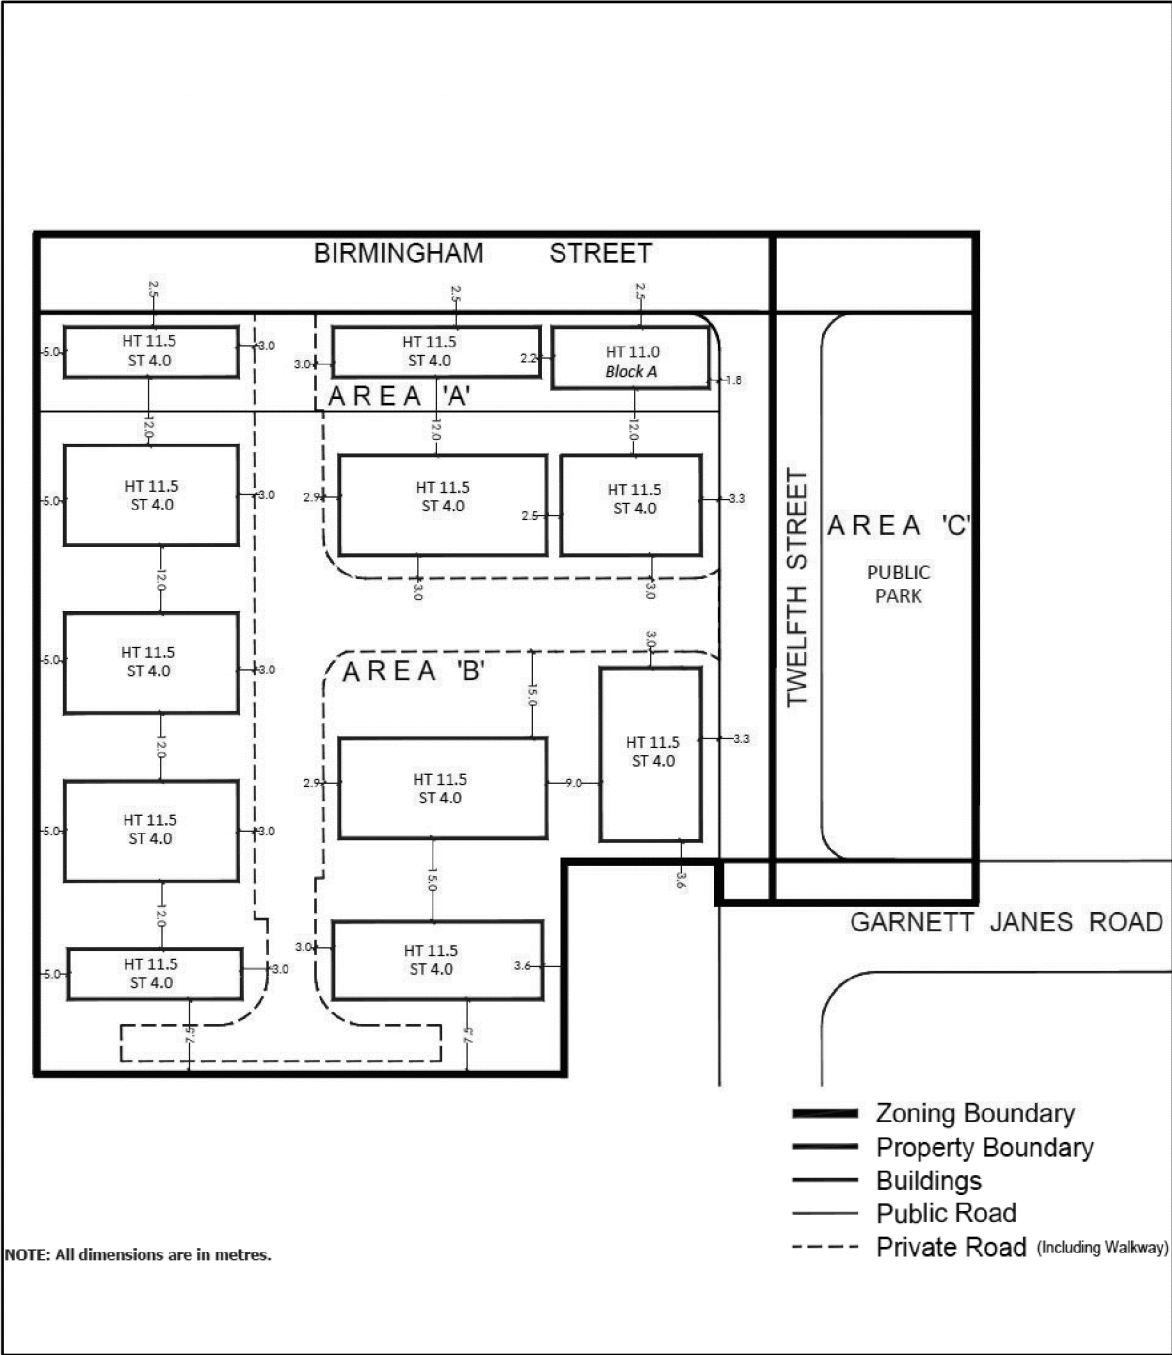 BIRMINGHAM STREET
2.5
2.5
2.5
HT 11.5
ST 4.0
HT 11.5
ST 4.0
HT 11.0
Block A
5.0
3.0
3.0
2.2
1.8
AREA 'A'
12.0
12.0
12.0
HT 11.5
ST 4.0
HT 11.5
ST 4.0
HT 11.5
ST 4.0
5.0
3.0
2.9
2.5
3.3
TWELFTH STREET
AREA 'C'
PUBLIC
PARK
12.0
3.0
3.0
HT 11.5
ST 4.0
5.0
3.0
3.0
AREA 'B'
15.0
12.0
HT 11.5
ST 4.0
3.3
HT 11.5
ST 4.0
2.9
9.0
HT 11.5
ST 4.0
5.0
3.0
15.0
3.6
12.0
GARNETT JANES ROAD
HT 11.5
ST 4.0
HT 11.5
ST 4.0
5.0
3.0
3.0
3.6
7.5
7.5
Zoning Boundary
Property Boundary
Buildings
Public Road
Private Road (Including Walkway)
NOTE: All dimensions are in metres.